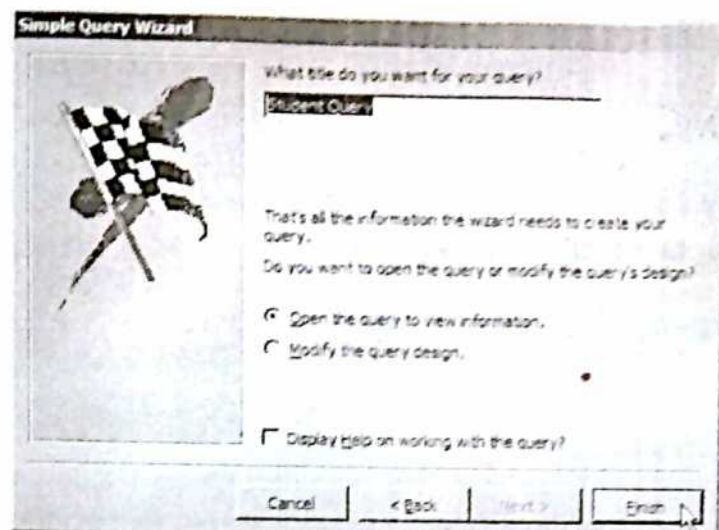 Simple Query Wizard
What title do you want for your query?
Student Query
That's all the information the wizard needs to create your
query.
Do you want to open the query or modify the query's design?
Open the query to view information.
Modify the query design.
Display Help on working with the query?
Cancel
< Back
Next >
Finish